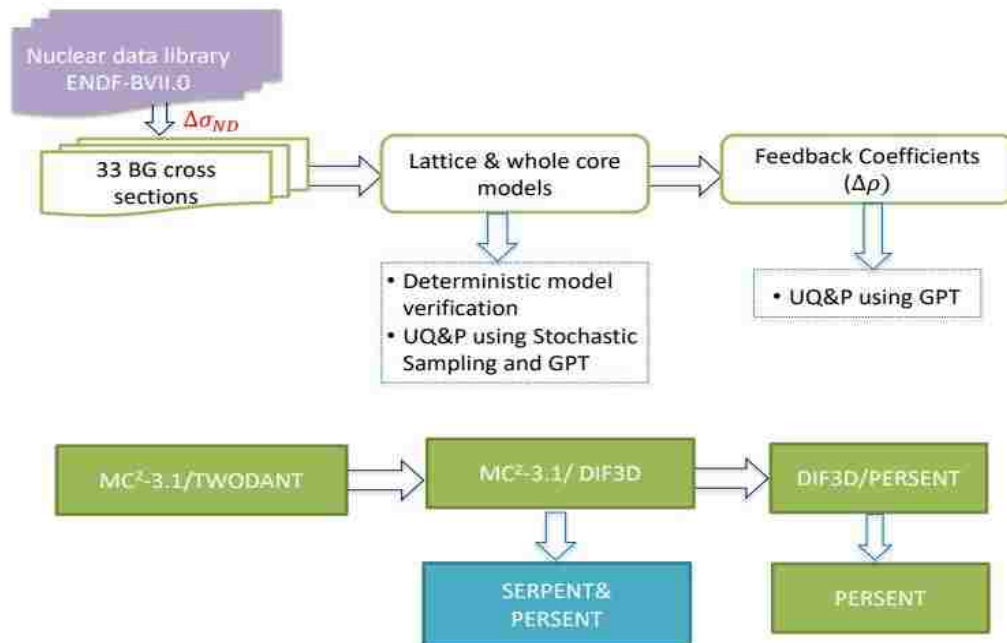 Nuclear data library
ENDF-BVII.0
Δσ_ND
33 BG cross
sections
Lattice & whole core
models
Feedback Coefficients
(Δρ)
• Deterministic model
verification
• UQ&P using Stochastic
Sampling and GPT
• UQ&P using GPT
MC²-3.1/TWODANT
MC²-3.1/ DIF3D
DIF3D/PERSENT
SERPENT&
PERSENT
PERSENT